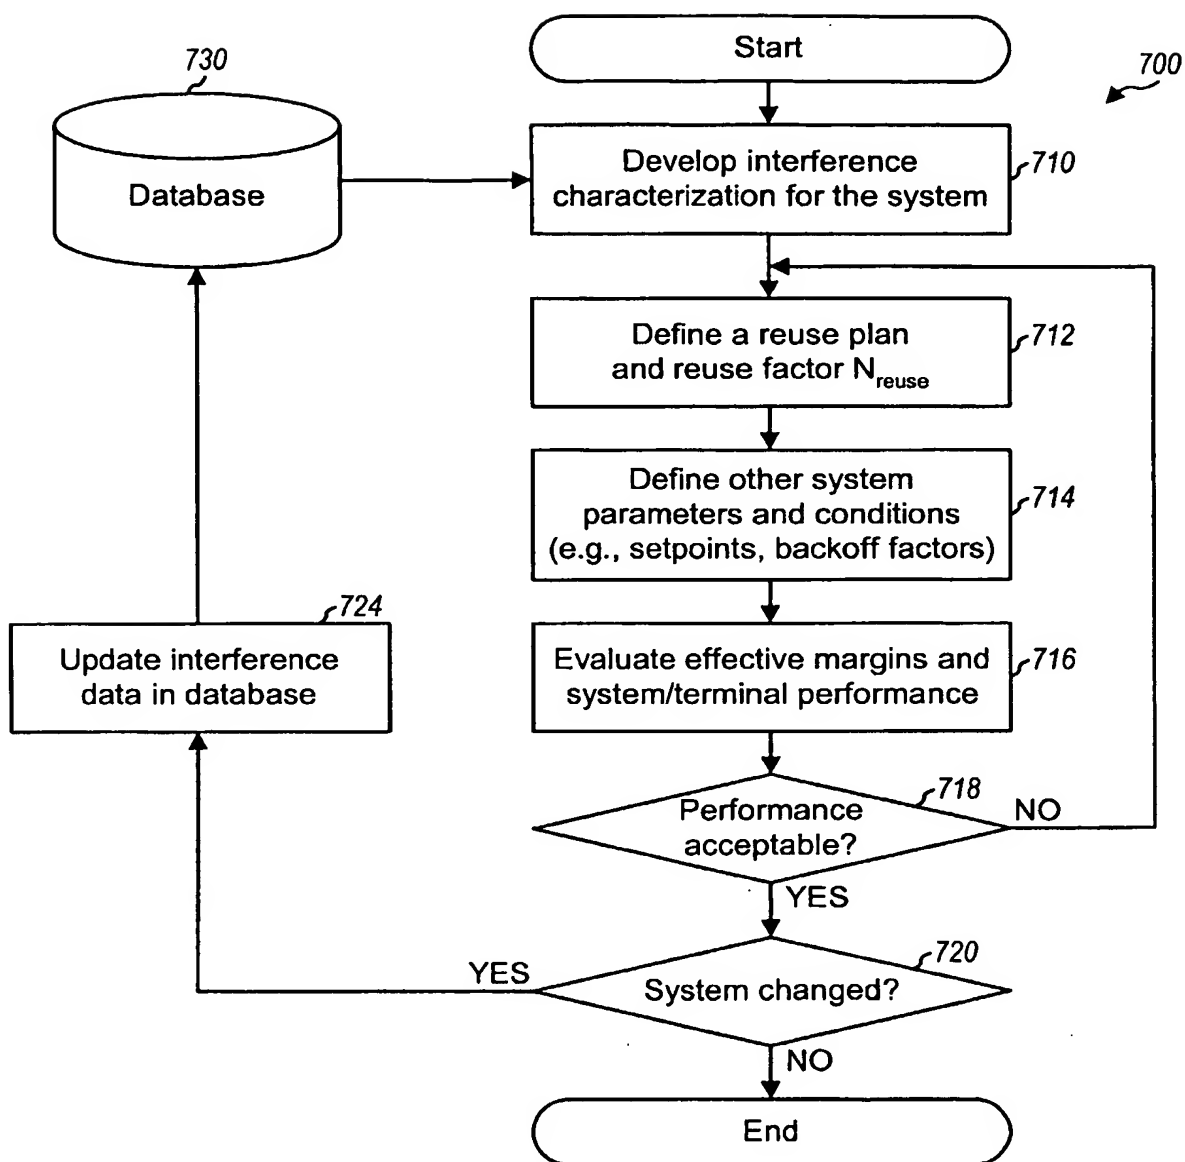 Start
700
730
Database
Develop interference
characterization for the system
710
Define a reuse plan
and reuse factor Nreuse
712
Define other system
parameters and conditions
(e.g., setpoints, backoff factors)
714
724
Update interference
data in database
Evaluate effective margins and
system/terminal performance
716
Performance
acceptable?
718
NO
YES
System changed?
720
YES
NO
End